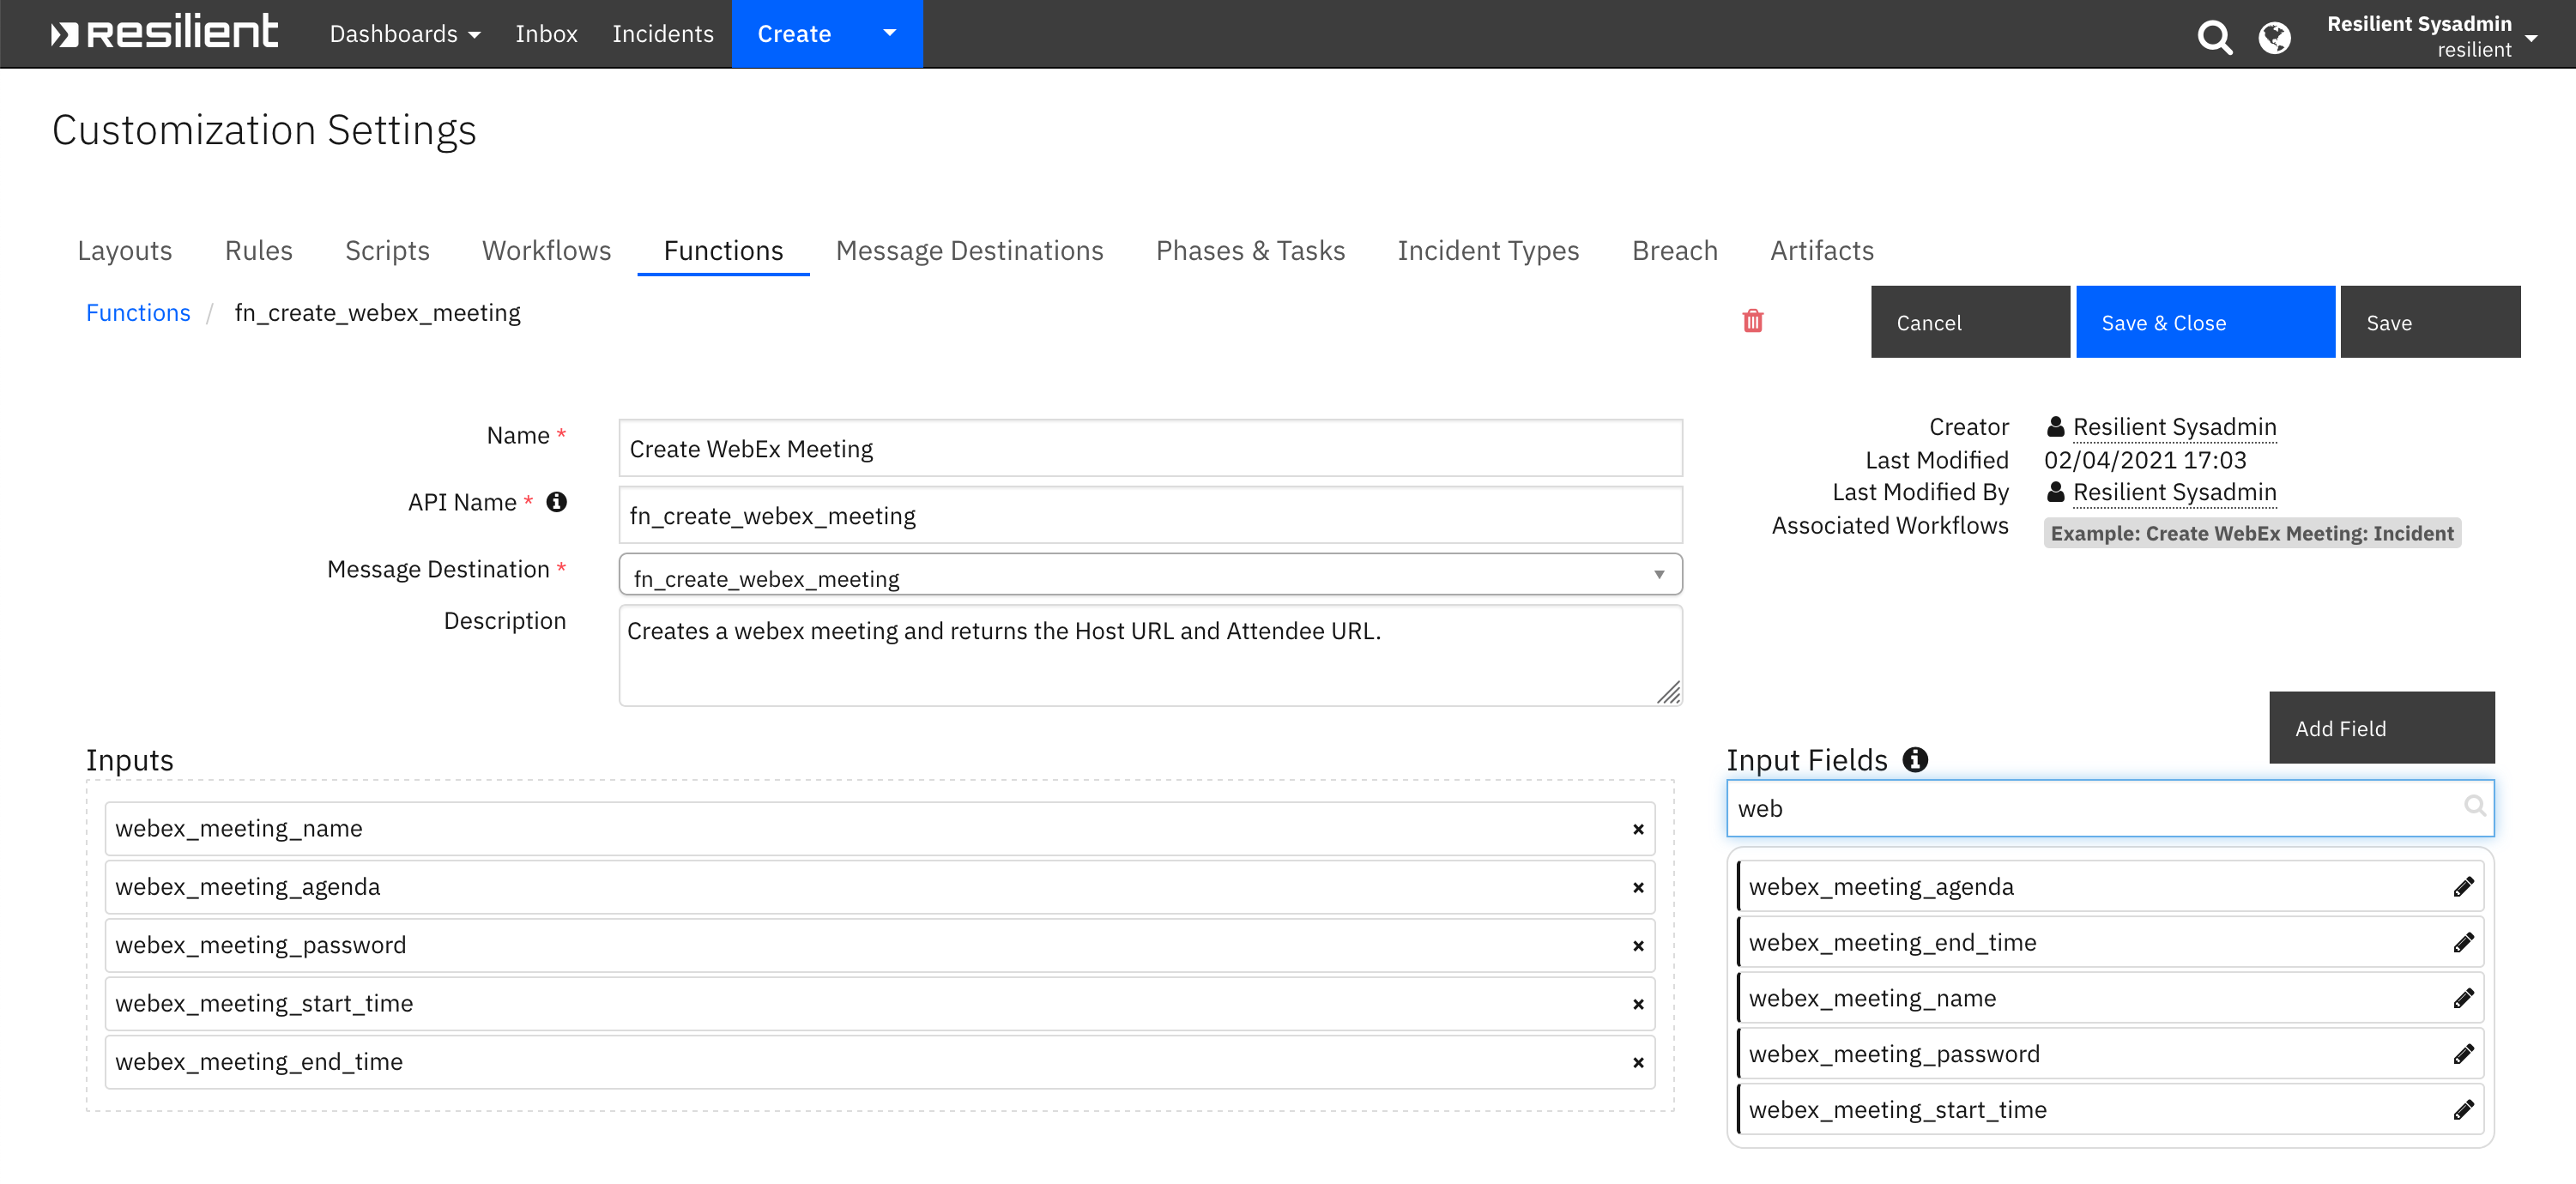 resilient Dashboards Inbox Incidents Create Resilient Sysadmin
resilient
Customization Settings
Layouts Rules Scripts Workflows Functions Message Destinations Phases & Tasks Incident Types Breach Artifacts
Functions / fn_create_webex_meeting Cancel Save & Close Save
Name * Create WebEx Meeting
API Name * fn_create_webex_meeting
Message Destination * fn_create_webex_meeting
Description Creates a webex meeting and returns the Host URL and Attendee URL.
Creator Resilient Sysadmin
Last Modified 02/04/2021 17:03
Last Modified By Resilient Sysadmin
Associated Workflows Example: Create WebEx Meeting: Incident
Inputs
webex_meeting_name ×
webex_meeting_agenda ×
webex_meeting_password ×
webex_meeting_start_time ×
webex_meeting_end_time ×
Add Field
Input Fields
web
webex_meeting_agenda
webex_meeting_end_time
webex_meeting_name
webex_meeting_password
webex_meeting_start_time